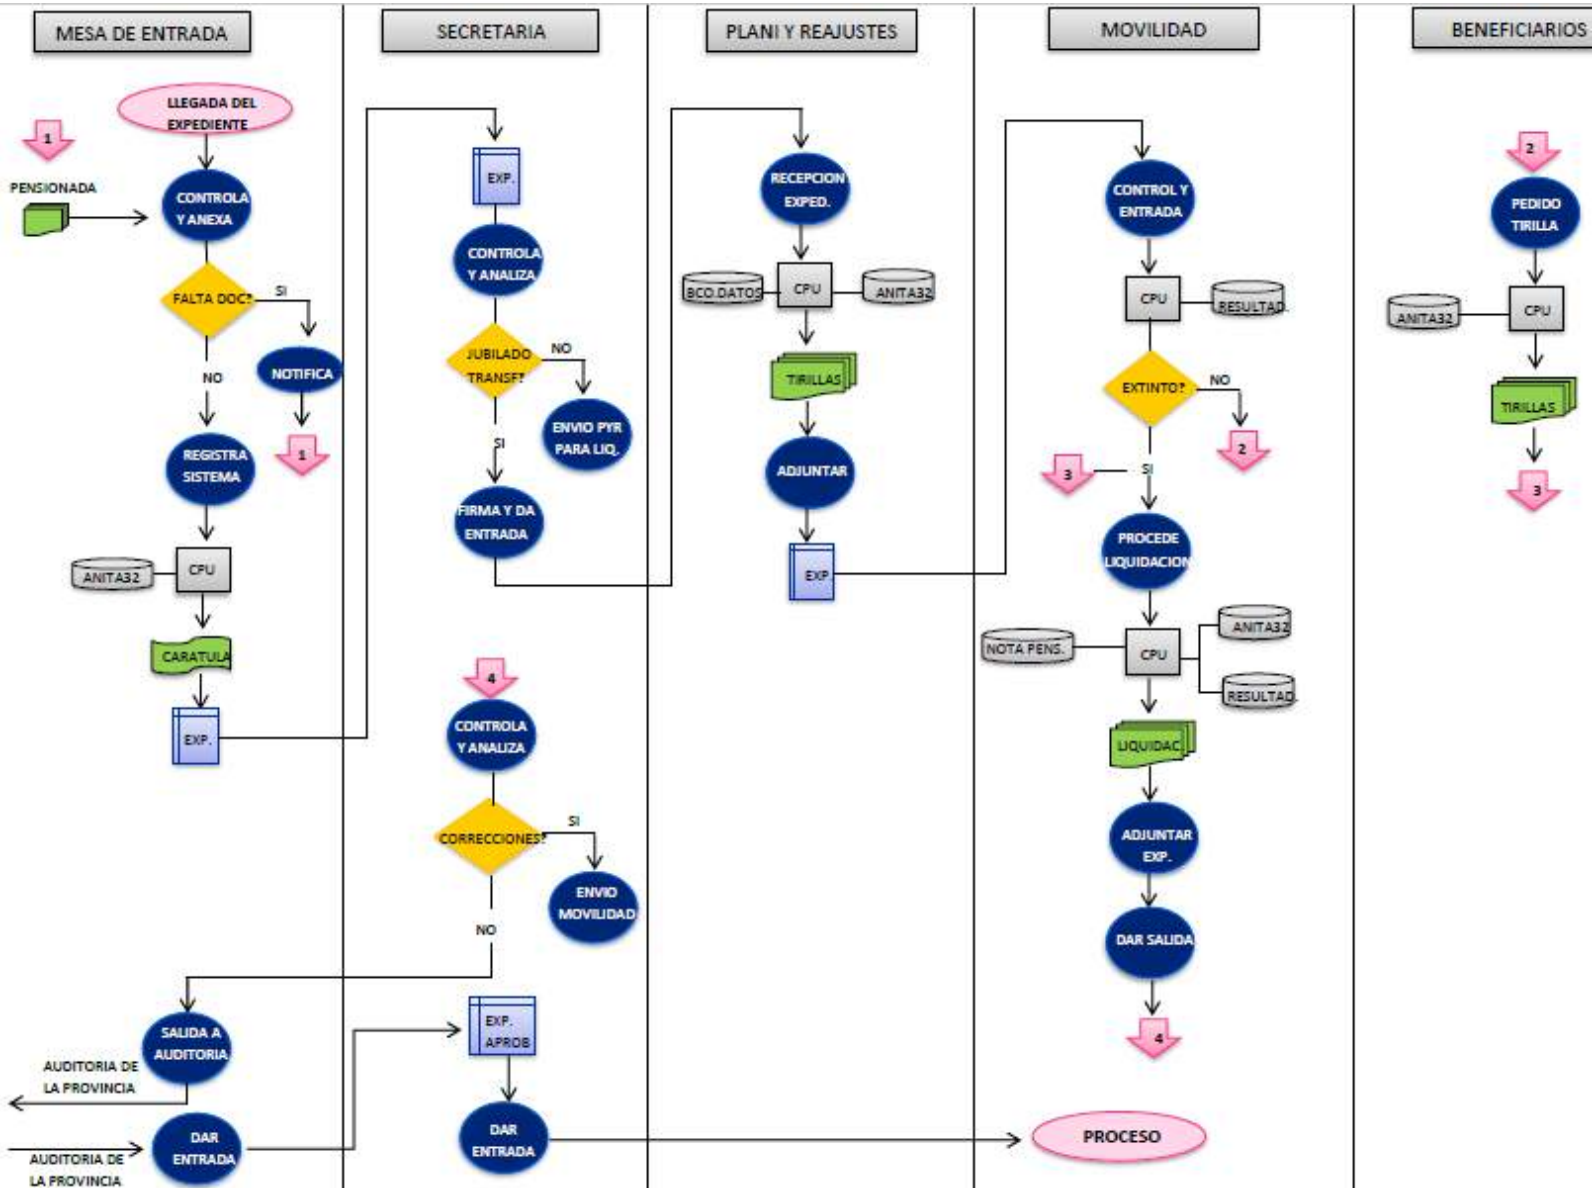 MESA DE ENTRADA
LLEGADA DEL
EXPEDIENTE
1
PENSIONADA
CONTROLA
Y ANEXA
FALTA DOC?
SI
NOTIFICA
1
NO
REGISTRA
SISTEMA
ANITA32
CPU
CARATULA
EXP.
SALIDA A
AUDITORIA
AUDITORIA DE
LA PROVINCIA
DAR
ENTRADA
AUDITORIA DE
LA PROVINCIA
SECRETARIA
EXP.
CONTROLA
Y ANALIZA
JUBILADO
TRANSF?
NO
ENVIO PYR
PARA LIQ.
SI
FIRMA Y DA
ENTRADA
4
CONTROLA
Y ANALIZA
CORRECCIONES?
SI
ENVIO
MOVILIDAD
NO
EXP.
APROB
DAR
ENTRADA
PLANI Y REAJUSTES
RECEPCION
EXPED.
BCO.DATOS
CPU
ANITA32
TIRILLAS
ADJUNTAR
EXP.
MOVILIDAD
CONTROL Y
ENTRADA
CPU
RESULTAD.
EXTINTO?
NO
2
3
SI
PROCEDE
LIQUIDACION
NOTA PENS.
CPU
ANITA32
RESULTAD.
LIQUIDAC
ADJUNTAR
EXP.
DAR SALIDA
4
PROCESO
BENEFICIARIOS
2
PEDIDO
TIRILLA
ANITA32
CPU
TIRILLAS
3